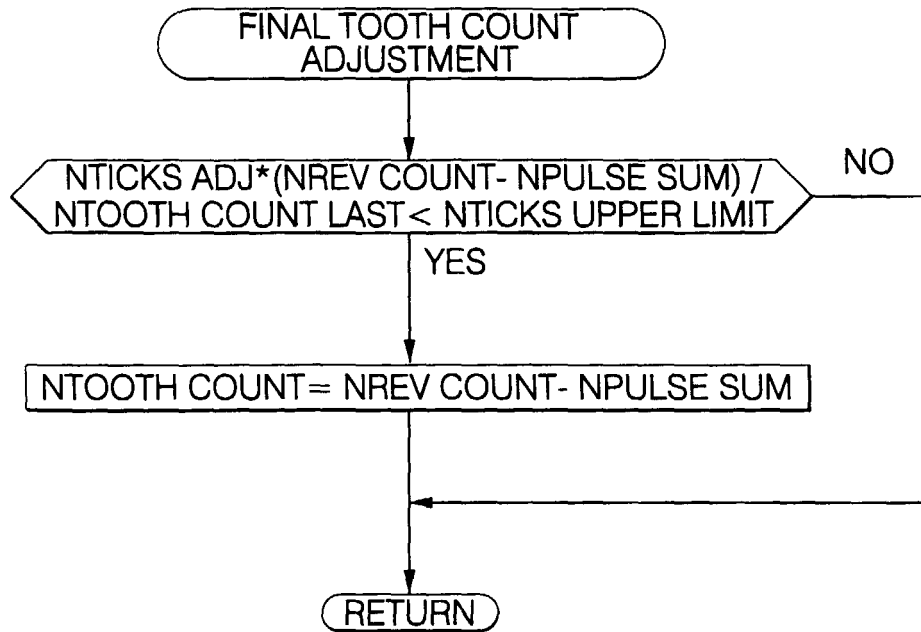 FINAL TOOTH COUNT
ADJUSTMENT
NTICKS ADJ*(NREV COUNT- NPULSE SUM) /
NTOOTH COUNT LAST< NTICKS UPPER LIMIT
NO
YES
NTOOTH COUNT= NREV COUNT- NPULSE SUM
RETURN